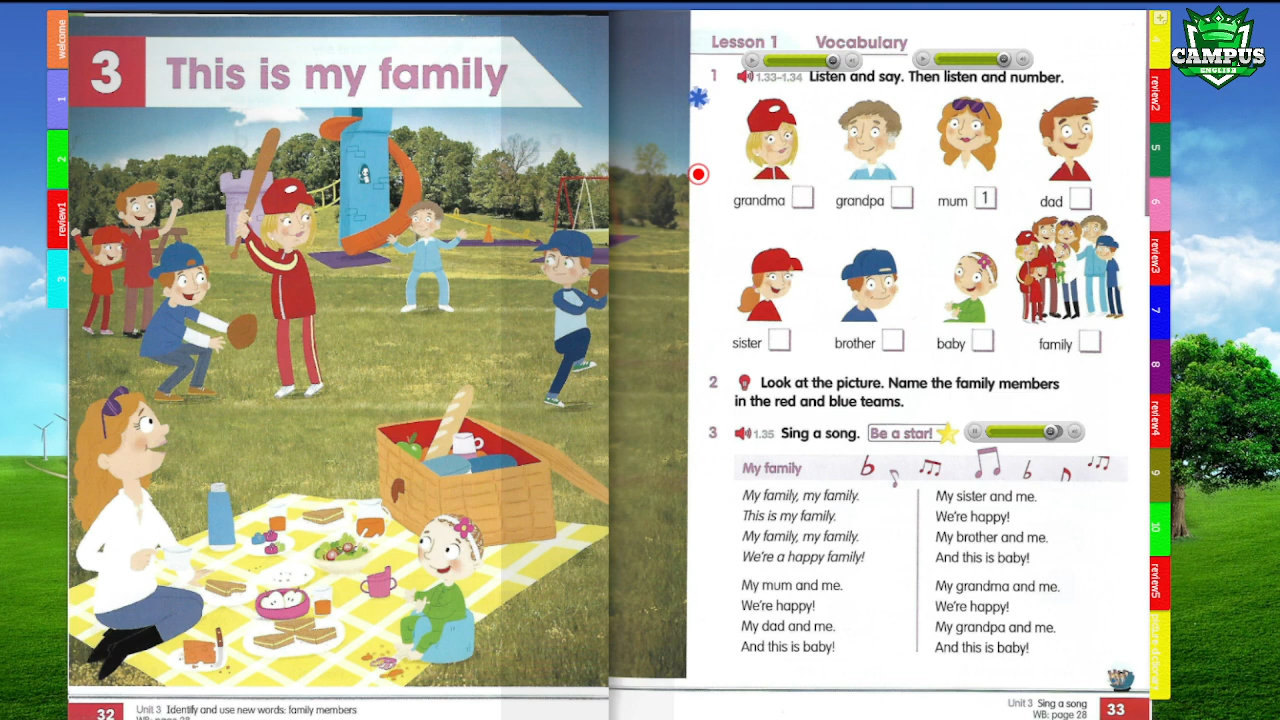 welcome
1
2
review1
3
3
This is my family
32
Unit 3 Identify and use new words: family members
WB: page 28
Lesson 1 Vocabulary
1 1.33–1.34 Listen and say. Then listen and number.
grandma
grandpa
mum 1
dad
sister
brother
baby
family
2 Look at the picture. Name the family members
in the red and blue teams.
3 1.35 Sing a song. Be a star!
My family
My family, my family.
This is my family.
My family, my family.
We're a happy family!
My mum and me.
We're happy!
My dad and me.
And this is baby!
My sister and me.
We're happy!
My brother and me.
And this is baby!
My grandma and me.
We're happy!
My grandpa and me.
And this is baby!
Unit 3 Sing a song
WB: page 28
33
4
review2
5
6
review3
7
8
review4
9
10
review5
CAMPUS
ENGLISH